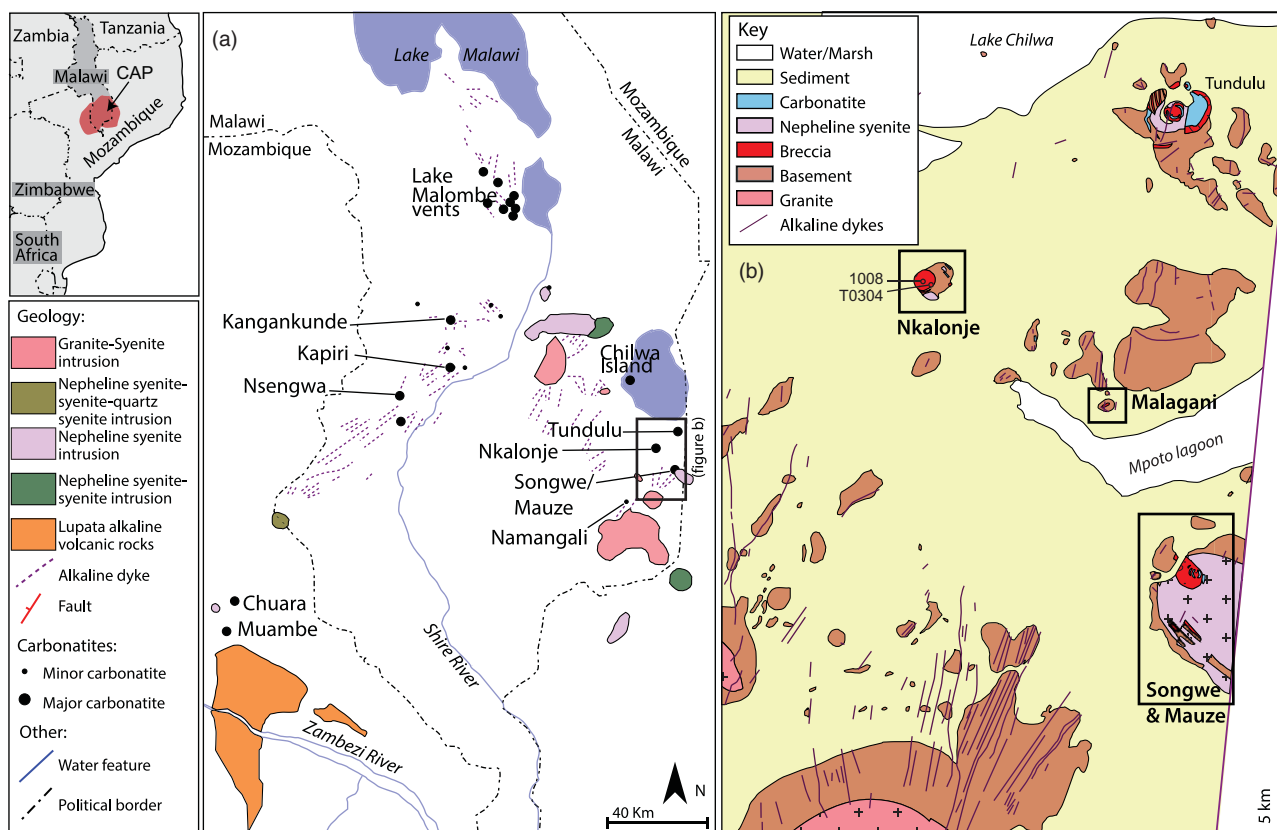 Zambia
Tanzania
Malawi
CAP
Mozambique
Zimbabwe
South
Africa
Geology:
Granite-Syenite
intrusion
Nepheline syenite-
syenite-quartz
syenite intrusion
Nepheline syenite
intrusion
Nepheline syenite-
syenite intrusion
Lupata alkaline
volcanic rocks
Alkaline dyke
Fault
Carbonatites:
Minor carbonatite
Major carbonatite
Other:
Water feature
Political border
(a)
Lake Malawi
Malawi
Mozambique
Mozambique
Malawi
Lake
Malombe
vents
Kangankunde
Kapiri
Nsengwa
Chilwa
Island
Tundulu
Nkalonje
Songwe/
Mauze
Namangali
(figure b)
Chuara
Muambe
Shire River
Zambezi River
N
40 Km
Key
Water/Marsh
Sediment
Carbonatite
Nepheline syenite
Breccia
Basement
Granite
Alkaline dykes
(b)
Lake Chilwa
Tundulu
1008
T0304
Nkalonje
Malagani
Mpoto lagoon
Songwe
& Mauze
5 km